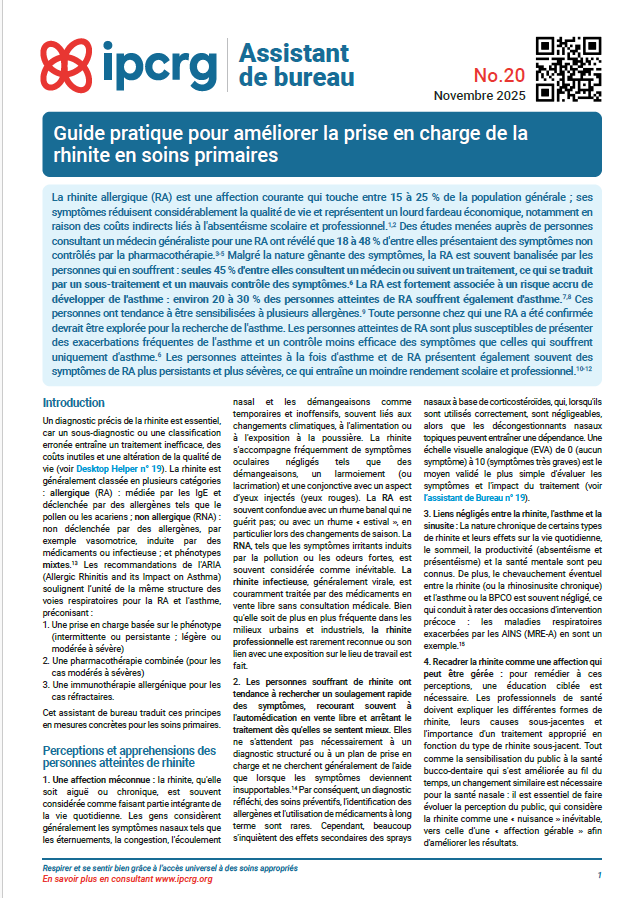 ipcrg
Assistant
de bureau
No.20
Novembre 2025
Guide pratique pour améliorer la prise en charge de la
rhinite en soins primaires
La rhinite allergique (RA) est une affection courante qui touche entre 15 à 25 % de la population générale ; ses
symptômes réduisent considérablement la qualité de vie et représentent un lourd fardeau économique, notamment en
raison des coûts indirects liés à l'absentéisme scolaire et professionnel.1,2 Des études menées auprès de personnes
consultant un médecin généraliste pour une RA ont révélé que 18 à 48 % d'entre elles présentaient des symptômes non
contrôlés par la pharmacothérapie.3-5 Malgré la nature gênante des symptômes, la RA est souvent banalisée par les
personnes qui en souffrent : seules 45 % d'entre elles consultent un médecin ou suivent un traitement, ce qui se traduit
par un sous-traitement et un mauvais contrôle des symptômes.6 La RA est fortement associée à un risque accru de
développer de l'asthme : environ 20 à 30 % des personnes atteintes de RA souffrent également d'asthme.7,8 Ces
personnes ont tendance à être sensibilisées à plusieurs allergènes.9 Toute personne chez qui une RA a été confirmée
devrait être explorée pour la recherche de l'asthme. Les personnes atteintes de RA sont plus susceptibles de présenter
des exacerbations fréquentes de l'asthme et un contrôle moins efficace des symptômes que celles qui souffrent
uniquement d'asthme.6 Les personnes atteintes à la fois d'asthme et de RA présentent également souvent des
symptômes de RA plus persistants et plus sévères, ce qui entraîne un moindre rendement scolaire et professionnel.10-12
Introduction
Un diagnostic précis de la rhinite est essentiel,
car un sous-diagnostic ou une classification
erronée entraîne un traitement inefficace, des
coûts inutiles et une altération de la qualité de
vie (voir Desktop Helper n° 19). La rhinite est
généralement classée en plusieurs catégories
: allergique (RA) : médiée par les IgE et
déclenchée par des allergènes tels que le
pollen ou les acariens ; non allergique (RNA) :
non déclenchée par des allergènes, par
exemple vasomotrice, induite par des
médicaments ou infectieuse ; et phénotypes
mixtes.13 Les recommandations de l'ARIA
(Allergic Rhinitis and its Impact on Asthma)
soulignent l'unité de la même structure des
voies respiratoires pour la RA et l'asthme,
préconisant :
1. Une prise en charge basée sur le phénotype
(intermittente ou persistante ; légère ou
modérée à sévère)
2. Une pharmacothérapie combinée (pour les
cas modérés à sévères)
3. Une immunothérapie allergénique pour les
cas réfractaires.
Cet assistant de bureau traduit ces principes
en mesures concrètes pour les soins primaires.
Perceptions et apprehensions des
personnes atteintes de rhinite
1. Une affection méconnue : la rhinite, qu'elle
soit aiguë ou chronique, est souvent
considérée comme faisant partie intégrante de
la vie quotidienne. Les gens considèrent
généralement les symptômes nasaux tels que
les éternuements, la congestion, l'écoulement
nasal et les démangeaisons comme
temporaires et inoffensifs, souvent liés aux
changements climatiques, à l'alimentation ou
à l'exposition à la poussière. La rhinite
s'accompagne fréquemment de symptômes
oculaires négligés tels que des
démangeaisons, un larmoiement (ou
lacrimation) et une conjonctive avec un aspect
d'yeux injectés (yeux rouges). La RA est
souvent confondue avec un rhume banal qui ne
guérit pas; ou avec un rhume « estival », en
particulier lors des changements de saison. La
RNA, tels que les symptômes irritants induits
par la pollution ou les odeurs fortes, est
souvent considérée comme inévitable. La
rhinite infectieuse, généralement virale, est
couramment traitée par des médicaments en
vente libre sans consultation médicale. Bien
qu'elle soit de plus en plus fréquente dans les
milieux urbains et industriels, la rhinite
professionnelle est rarement reconnue ou son
lien avec une exposition sur le lieu de travail est
fait.
2. Les personnes souffrant de rhinite ont
tendance à rechercher un soulagement rapide
des symptômes, recourant souvent à
l'automédication en vente libre et arrêtant le
traitement dès qu'elles se sentent mieux. Elles
ne s'attendent pas nécessairement à un
diagnostic structuré ou à un plan de prise en
charge et ne cherchent généralement de l'aide
que lorsque les symptômes deviennent
insupportables.14 Par conséquent, un diagnostic
réfléchi, des soins préventifs, l'identification des
allergènes et l'utilisation de médicaments à long
terme sont rares. Cependant, beaucoup
s'inquiètent des effets secondaires des sprays
nasaux à base de corticostéroïdes, qui, lorsqu'ils
sont utilisés correctement, sont négligeables,
alors que les décongestionnants nasaux
topiques peuvent entraîner une dépendance. Une
échelle visuelle analogique (EVA) de 0 (aucun
symptôme) à 10 (symptômes très graves) est le
moyen validé le plus simple d'évaluer les
symptômes et l'impact du traitement (voir
l'assistant de Bureau n° 19).
3. Liens négligés entre la rhinite, l'asthme et la
sinusite : La nature chronique de certains types
de rhinite et leurs effets sur la vie quotidienne,
le sommeil, la productivité (absentéisme et
présentéisme) et la santé mentale sont peu
connus. De plus, le chevauchement éventuel
entre la rhinite (ou la rhinosinusite chronique)
et l'asthme ou la BPCO est souvent négligé, ce
qui conduit à rater des occasions d'intervention
précoce : les maladies respiratoires
exacerbées par les AINS (MRE-A) en sont un
exemple.15
4. Recadrer la rhinite comme une affection qui
peut être gérée : pour remédier à ces
perceptions, une éducation ciblée est
nécessaire. Les professionnels de santé
doivent expliquer les différentes formes de
rhinite, leurs causes sous-jacentes et
l'importance d'un traitement approprié en
fonction du type de rhinite sous-jacent. Tout
comme la sensibilisation du public à la santé
bucco-dentaire qui s'est améliorée au fil du
temps, un changement similaire est nécessaire
pour la santé nasale : il est essentiel de faire
évoluer la perception du public, qui considère
la rhinite comme une « nuisance » inévitable,
vers celle d'une « affection gérable » afin
d'améliorer les résultats.
Respirer et se sentir bien grâce à l'accès universel à des soins appropriés
En savoir plus en consultant www.ipcrg.org
1